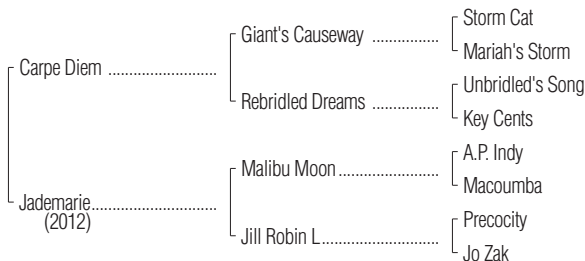 Storm Cat
Giant's Causeway ................
Mariah's Storm
Carpe Diem ..........................
Unbridled's Song
Rebridled Dreams ................
Key Cents
A.P. Indy
Malibu Moon ........................
Macoumba
Jademarie ..............................
(2012)
Precocity
Jill Robin L ............................
Jo Zak